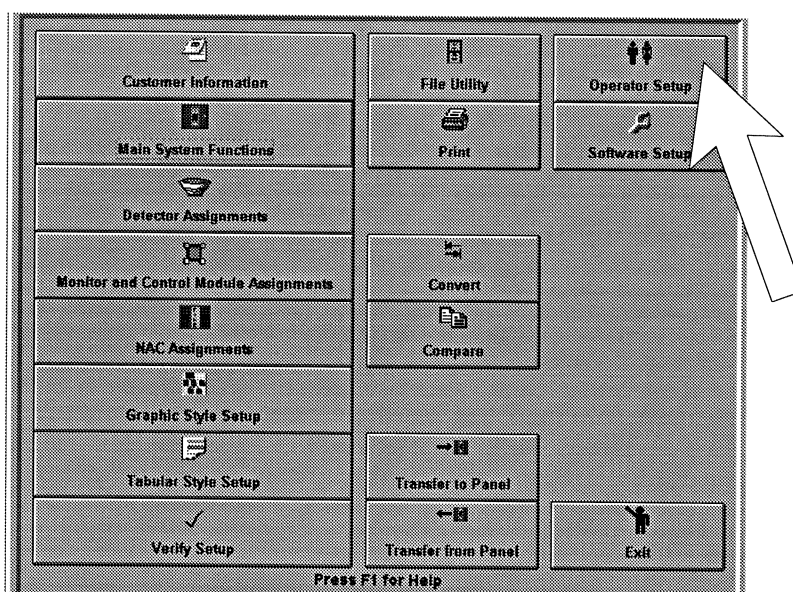 Customer Information
File Utility
Operator Setup
Main System Functions
Print
Software Setup
Detector Assignments
Monitor and Control Module Assignments
Convert
NAC Assignments
Compare
Graphic Style Setup
Tabular Style Setup
Transfer to Panel
Verify Setup
Transfer from Panel
Exit
Press F1 for Help